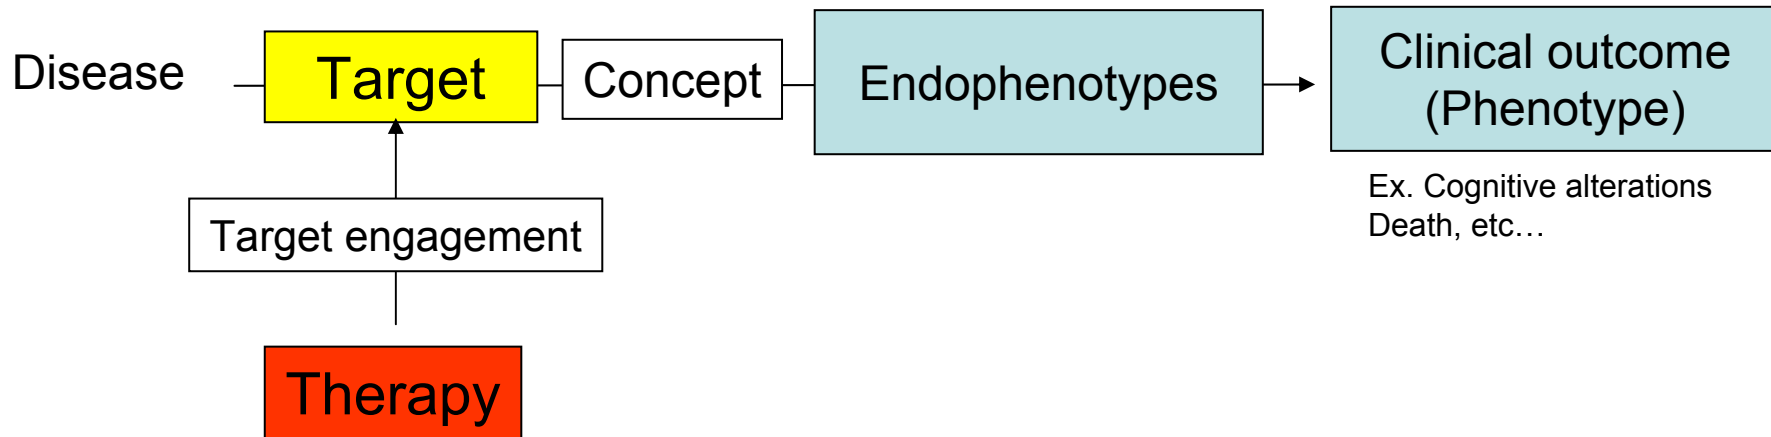 Disease
Target
Concept
Endophenotypes
Clinical outcome
(Phenotype)
Ex. Cognitive alterations
Death, etc…
Target engagement
Therapy